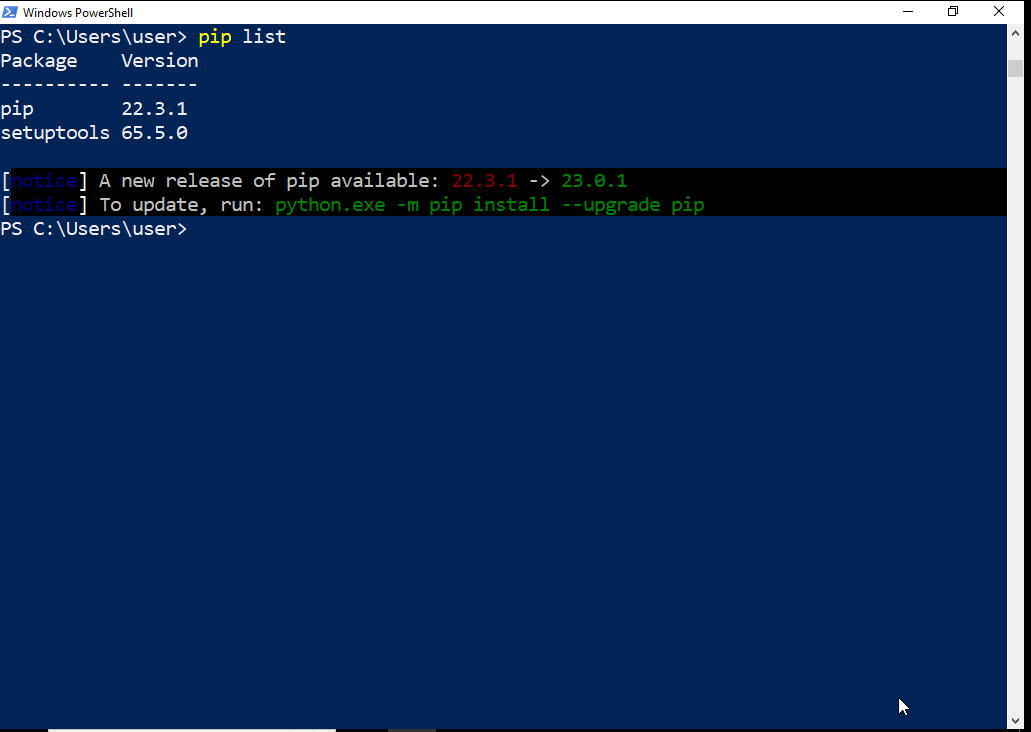 Windows PowerShell
PS C:\Users\user> pip list
Package    Version
---------- -------
pip        22.3.1
setuptools 65.5.0
[notice] A new release of pip available: 22.3.1 -> 23.0.1
[notice] To update, run: python.exe -m pip install --upgrade pip
PS C:\Users\user>